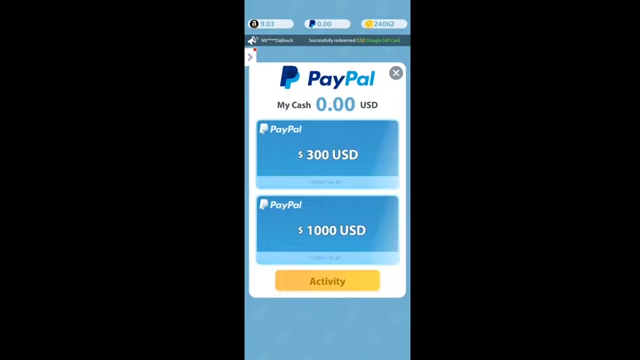 9.03
0.00
24062
Successfully redeemed $50 Google Gift Card
PayPal
My Cash 0.00 USD
PayPal
$ 300 USD
PayPal
$ 1000 USD
Activity